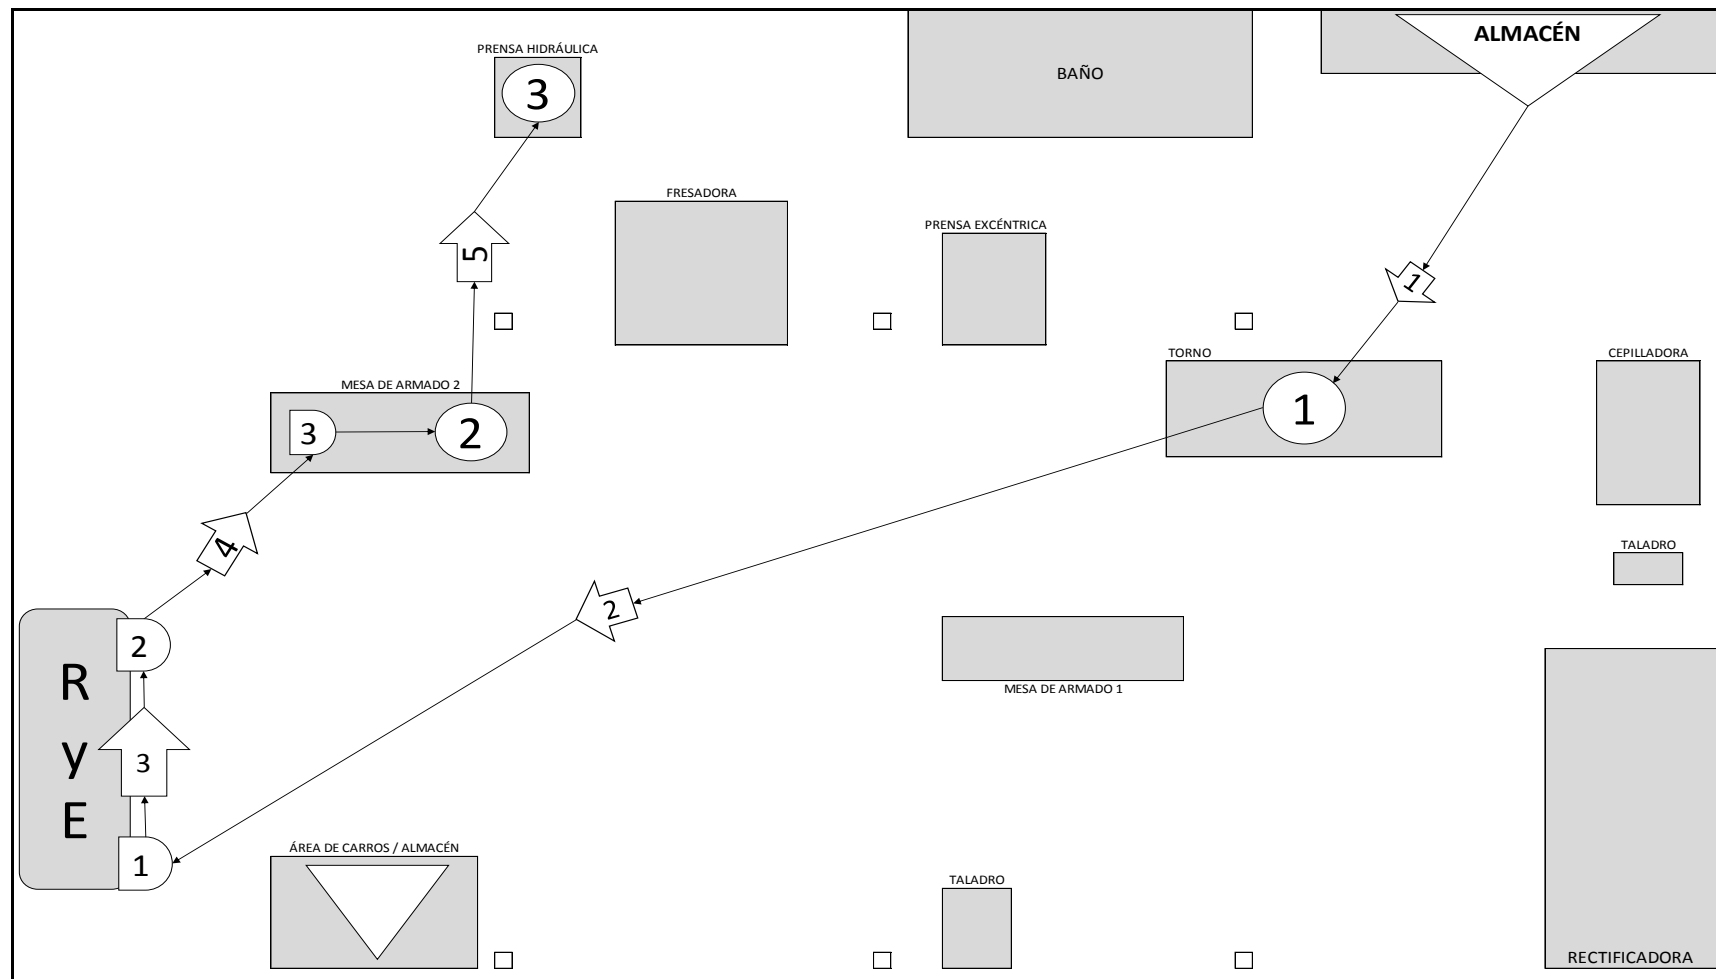 ALMACÉN
PRENSA HIDRÁULICA
BAÑO
3
FRESADORA
PRENSA EXCÉNTRICA
5
1
TORNO
CEPILLADORA
MESA DE ARMADO 2
1
3
2
4
TALADRO
2
2
R
y
E
MESA DE ARMADO 1
3
1
ÁREA DE CARROS / ALMACÉN
TALADRO
RECTIFICADORA